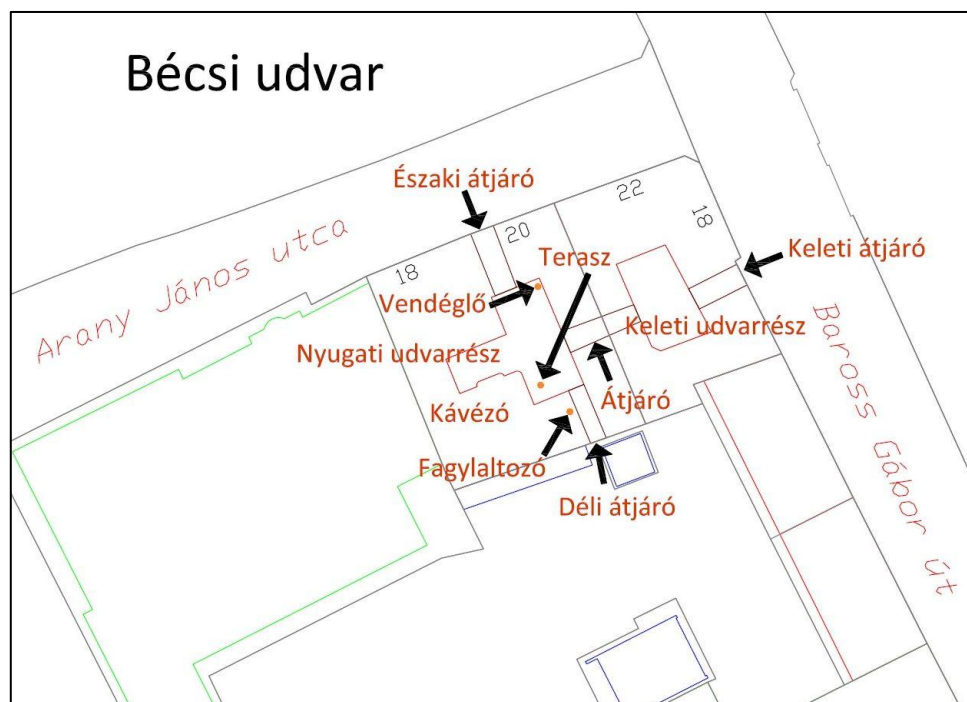 Bécsi udvar
Északi átjáró
22
20
18
Arany János utca
18
Terasz
Keleti átjáró
Vendéglő
Keleti udvarrész
Nyugati udvarrész
Kávézó
Átjáró
Fagylaltozó
Déli átjáró
Baross Gábor út